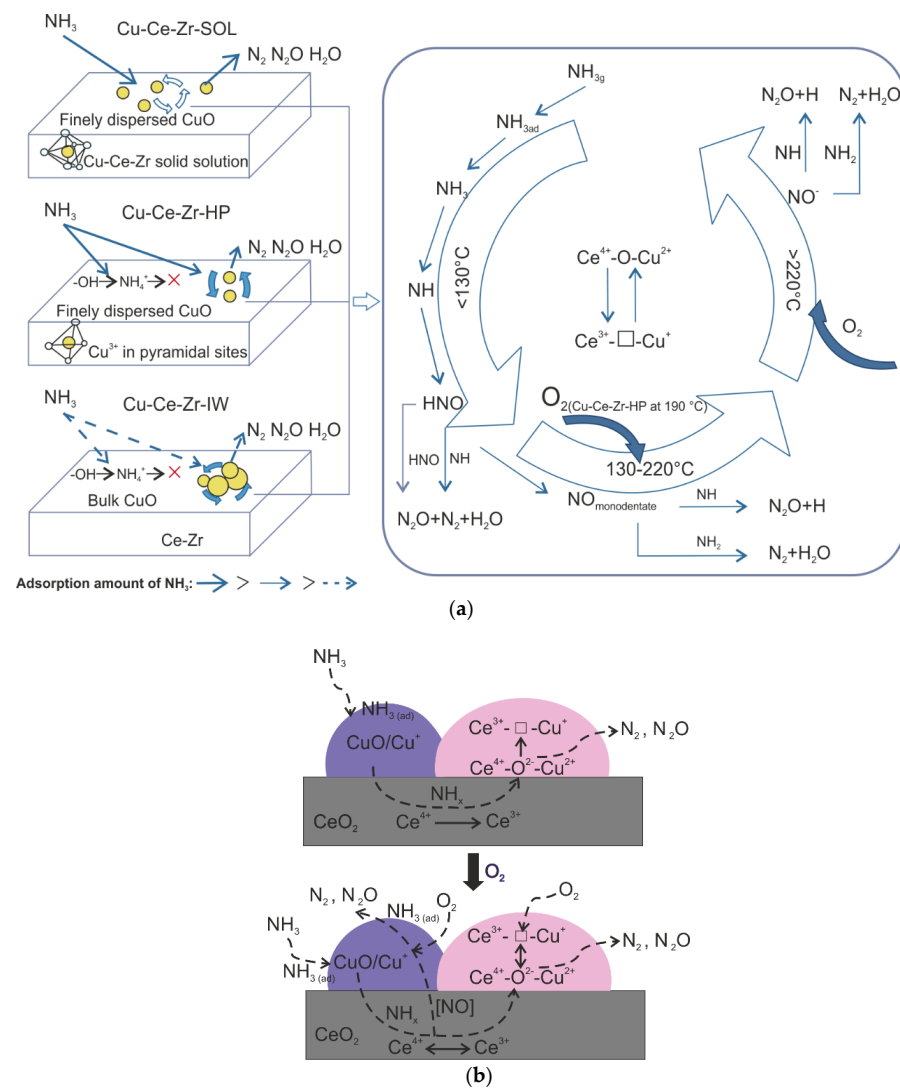 NH₃
Cu-Ce-Zr-SOL
N₂ N₂O H₂O
Finely dispersed CuO
Cu-Ce-Zr solid solution
NH₃
Cu-Ce-Zr-HP
N₂ N₂O H₂O
-OH→NH₄⁺→×
Finely dispersed CuO
Cu³⁺ in pyramidal sites
NH₃
Cu-Ce-Zr-IW
N₂ N₂O H₂O
-OH→NH₄⁺→×
Bulk CuO
Ce-Zr
Adsorption amount of NH₃: → > → > ⇢
NH₃g
NH₃ad
NH₃
NH
HNO
<130°C
HNO
NH
N₂O+N₂+H₂O
Ce⁴⁺-O-Cu²⁺
Ce³⁺-□-Cu⁺
O₂(Cu-Ce-Zr-HP at 190 °C)
130-220°C
NOmonodentate
NH
N₂O+H
NH₂
N₂+H₂O
N₂O+H
N₂+H₂O
NH
NH₂
NO⁻
>220°C
O₂
(a)
NH₃
NH₃ (ad)
CuO/Cu⁺
Ce³⁺- □ -Cu⁺
Ce⁴⁺-O²⁻-Cu²⁺
N₂ , N₂O
NHₓ
CeO₂
Ce⁴⁺ → Ce³⁺
O₂
N₂ , N₂O
NH₃ (ad)
O₂
O₂
NH₃
NH₃ (ad)
CuO/Cu⁺
Ce³⁺- □ -Cu⁺
Ce⁴⁺-O²⁻-Cu²⁺
N₂ , N₂O
NHₓ
[NO]
CeO₂
Ce⁴⁺ ↔ Ce³⁺
(b)